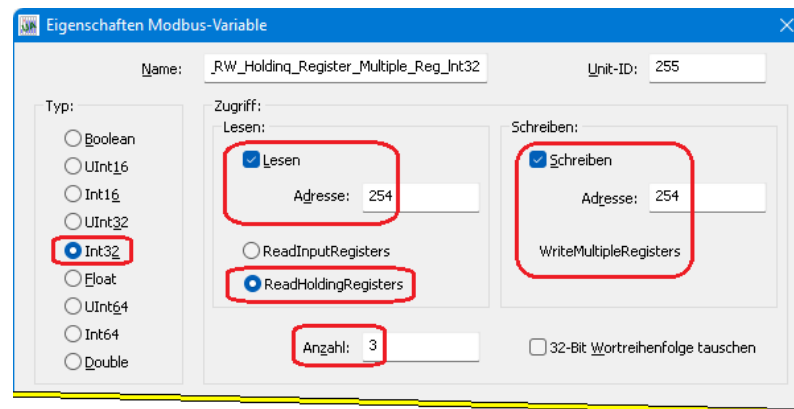 Eigenschaften Modbus-Variable
Name: _RW_Holding_Register_Multiple_Reg_Int32 Unit-ID: 255
Typ:
Boolean
UInt16
Int16
UInt32
Int32
Float
UInt64
Int64
Double
Zugriff:
Lesen:
Lesen
Adresse: 254
ReadInputRegisters
ReadHoldingRegisters
Schreiben:
Schreiben
Adresse: 254
WriteMultipleRegisters
Anzahl: 3
32-Bit Wortreihenfolge tauschen